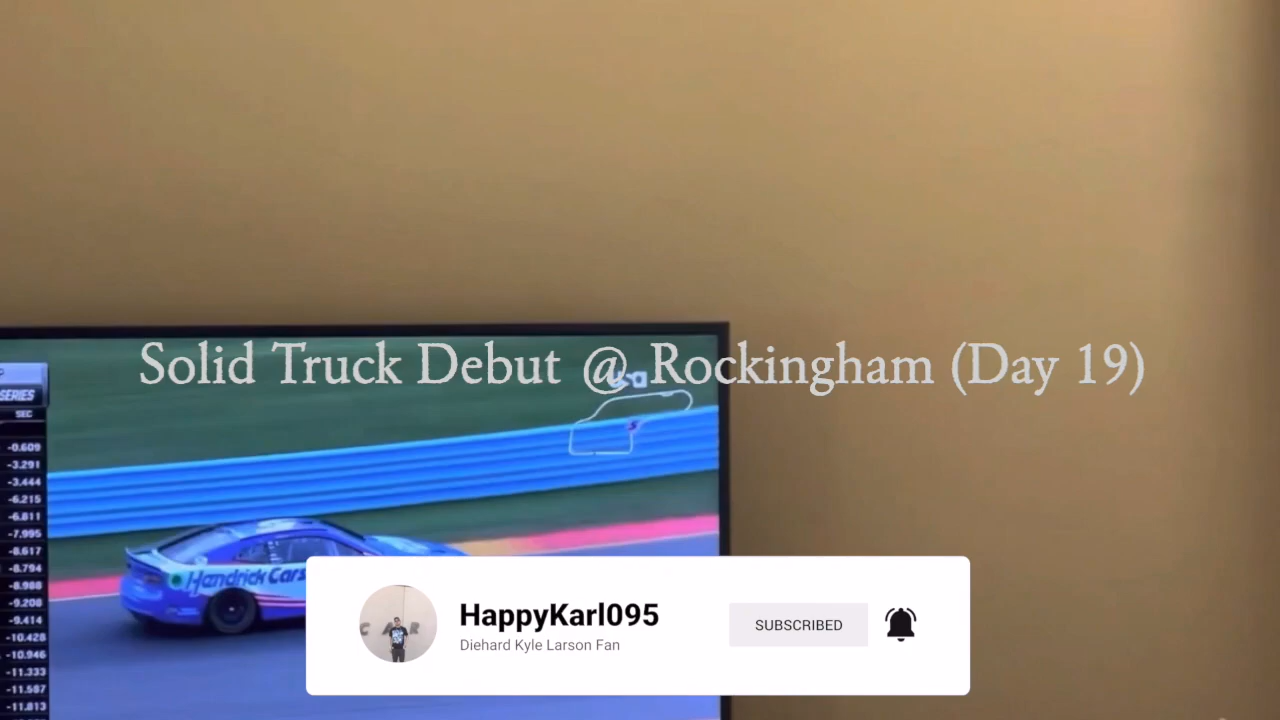 Solid Truck Debut @ Rockingham (Day 19)
SERIES
SEC
-0.609
-3.291
-3.444
-6.215
-6.811
-7.995
-8.617
-8.794
-8.988
-9.208
-9.414
-10.428
-10.946
-11.333
-11.587
-11.813
Hendrick Cars
HappyKarl095
Diehard Kyle Larson Fan
SUBSCRIBED